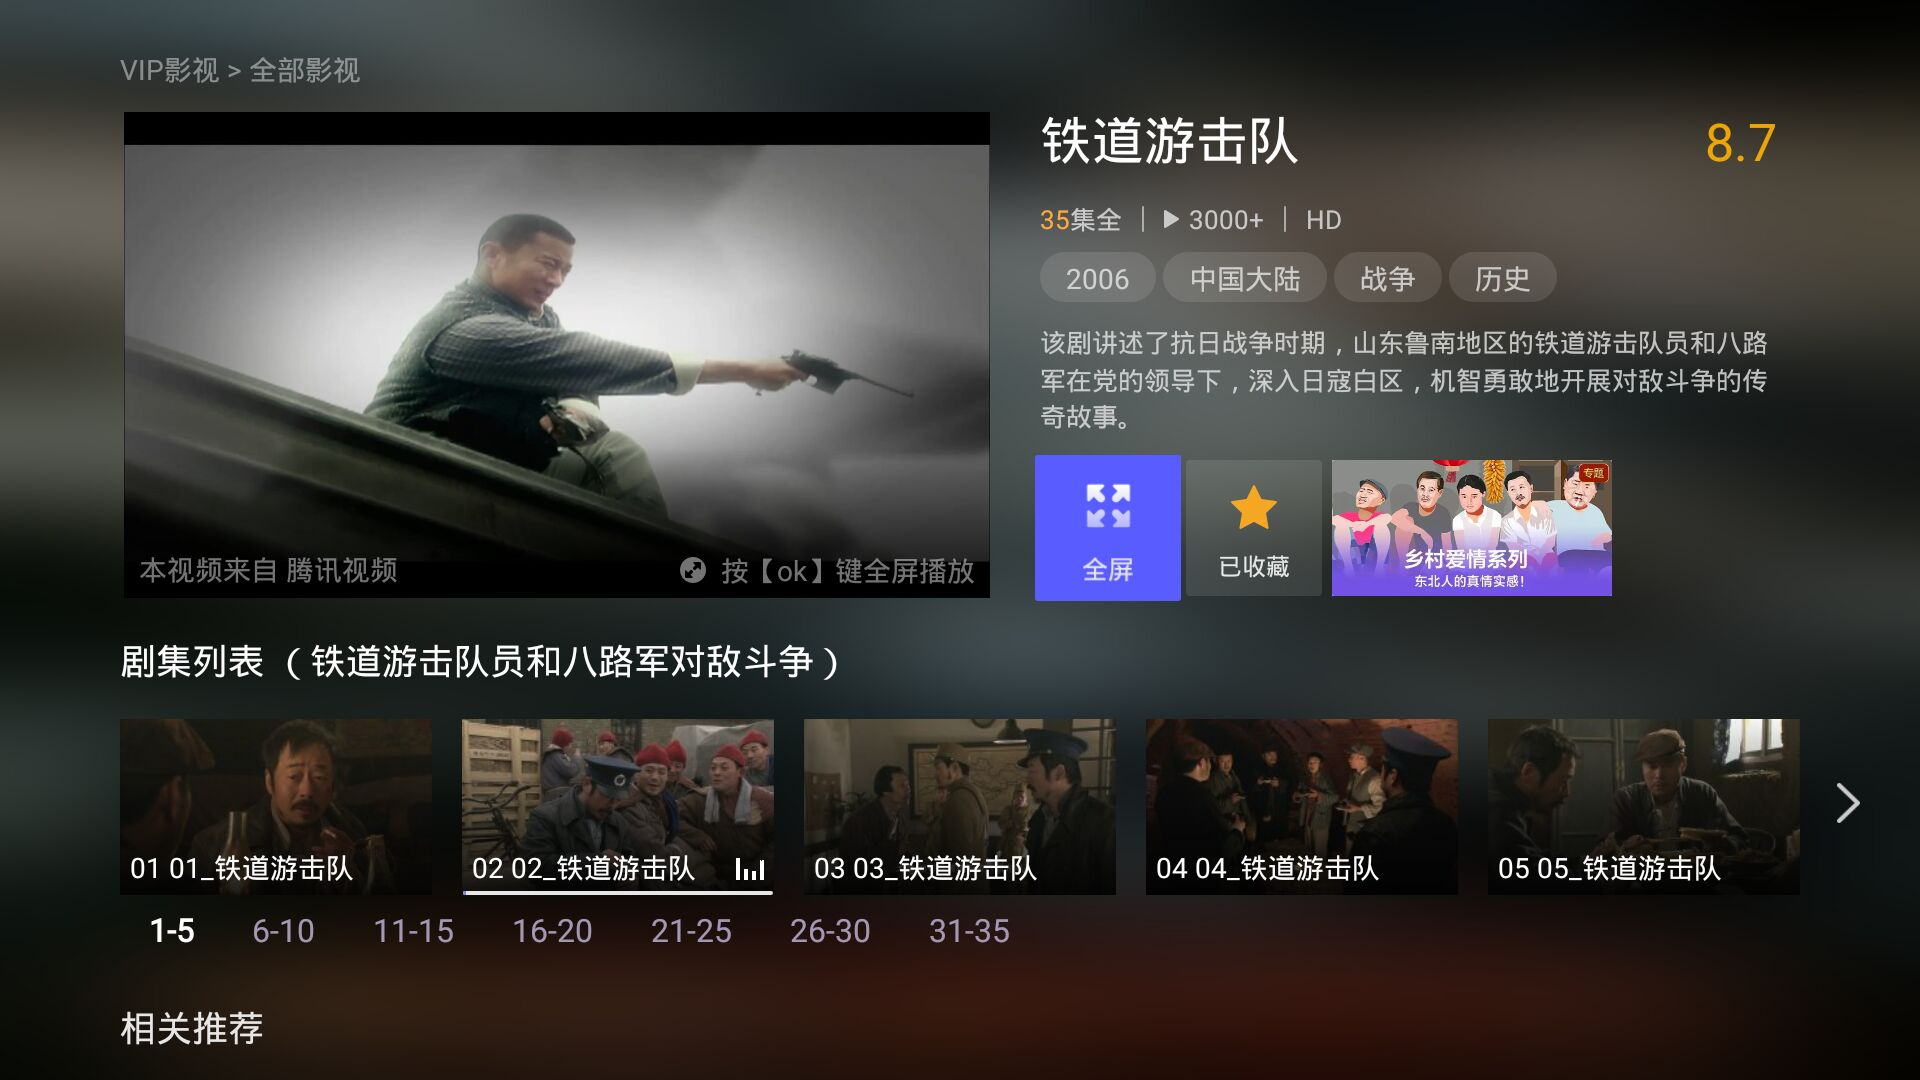 VIP影视 > 全部影视
铁道游击队
8.7
35集全 | 3000+ | HD
2006 中国大陆 战争 历史
该剧讲述了抗日战争时期，山东鲁南地区的铁道游击队员和八路
军在党的领导下，深入日寇白区，机智勇敢地开展对敌斗争的传
奇故事。
本视频来自 腾讯视频
按【ok】键全屏播放
全屏
已收藏
专题
乡村爱情系列
东北人的真情实感!
剧集列表 （铁道游击队员和八路军对敌斗争）
01 01_铁道游击队
02 02_铁道游击队
03 03_铁道游击队
04 04_铁道游击队
05 05_铁道游击队
1-5 6-10 11-15 16-20 21-25 26-30 31-35
相关推荐